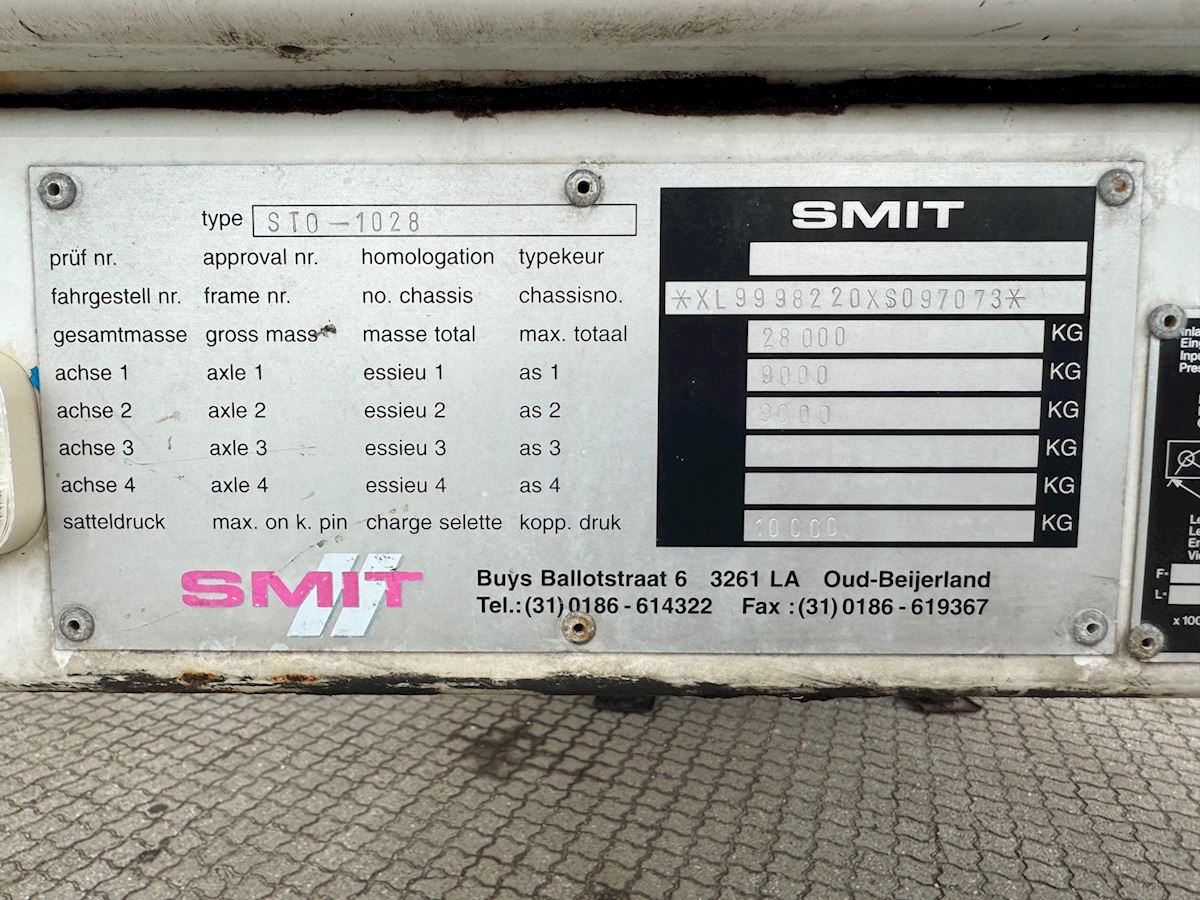 type STO-1028
SMIT
prüf nr. approval nr. homologation typekeur
fahrgestell nr. frame nr. no. chassis chassisno. *XL9998220XS097073*
gesamtmasse gross mass masse total max. totaal 28000 KG
achse 1 axle 1 essieu 1 as 1 9000 KG
achse 2 axle 2 essieu 2 as 2 9000 KG
achse 3 axle 3 essieu 3 as 3 KG
achse 4 axle 4 essieu 4 as 4 KG
satteldruck max. on k. pin charge selette kopp. druk 10000 KG
SMIT
Buys Ballotstraat 6 3261 LA Oud-Beijerland
Tel.: (31) 0186 - 614322 Fax : (31) 0186 - 619367
F-
L-
x 100